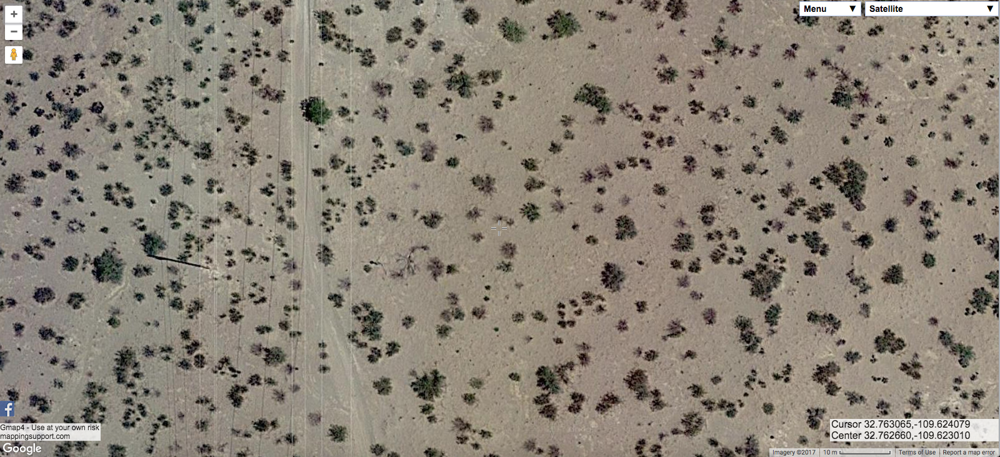 +
Menu ▼
Satellite ▼
−
f
Gmap4 - Use at your own risk
mappingsupport.com
Google
Cursor 32.763065,-109.624079
Center 32.762660,-109.623010
Imagery ©2017
10 m
Terms of Use
Report a map error